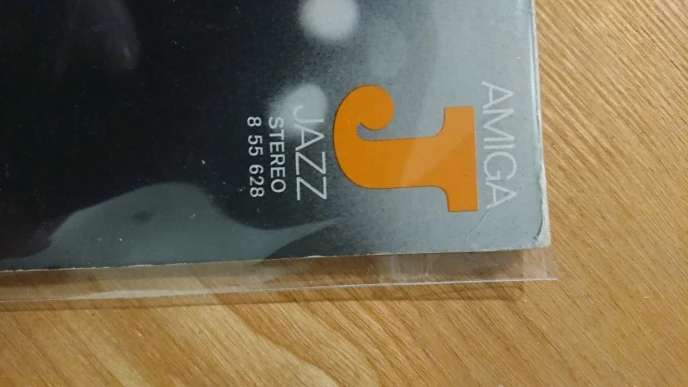 AMIGA
J
JAZZ
STEREO
8 55 628